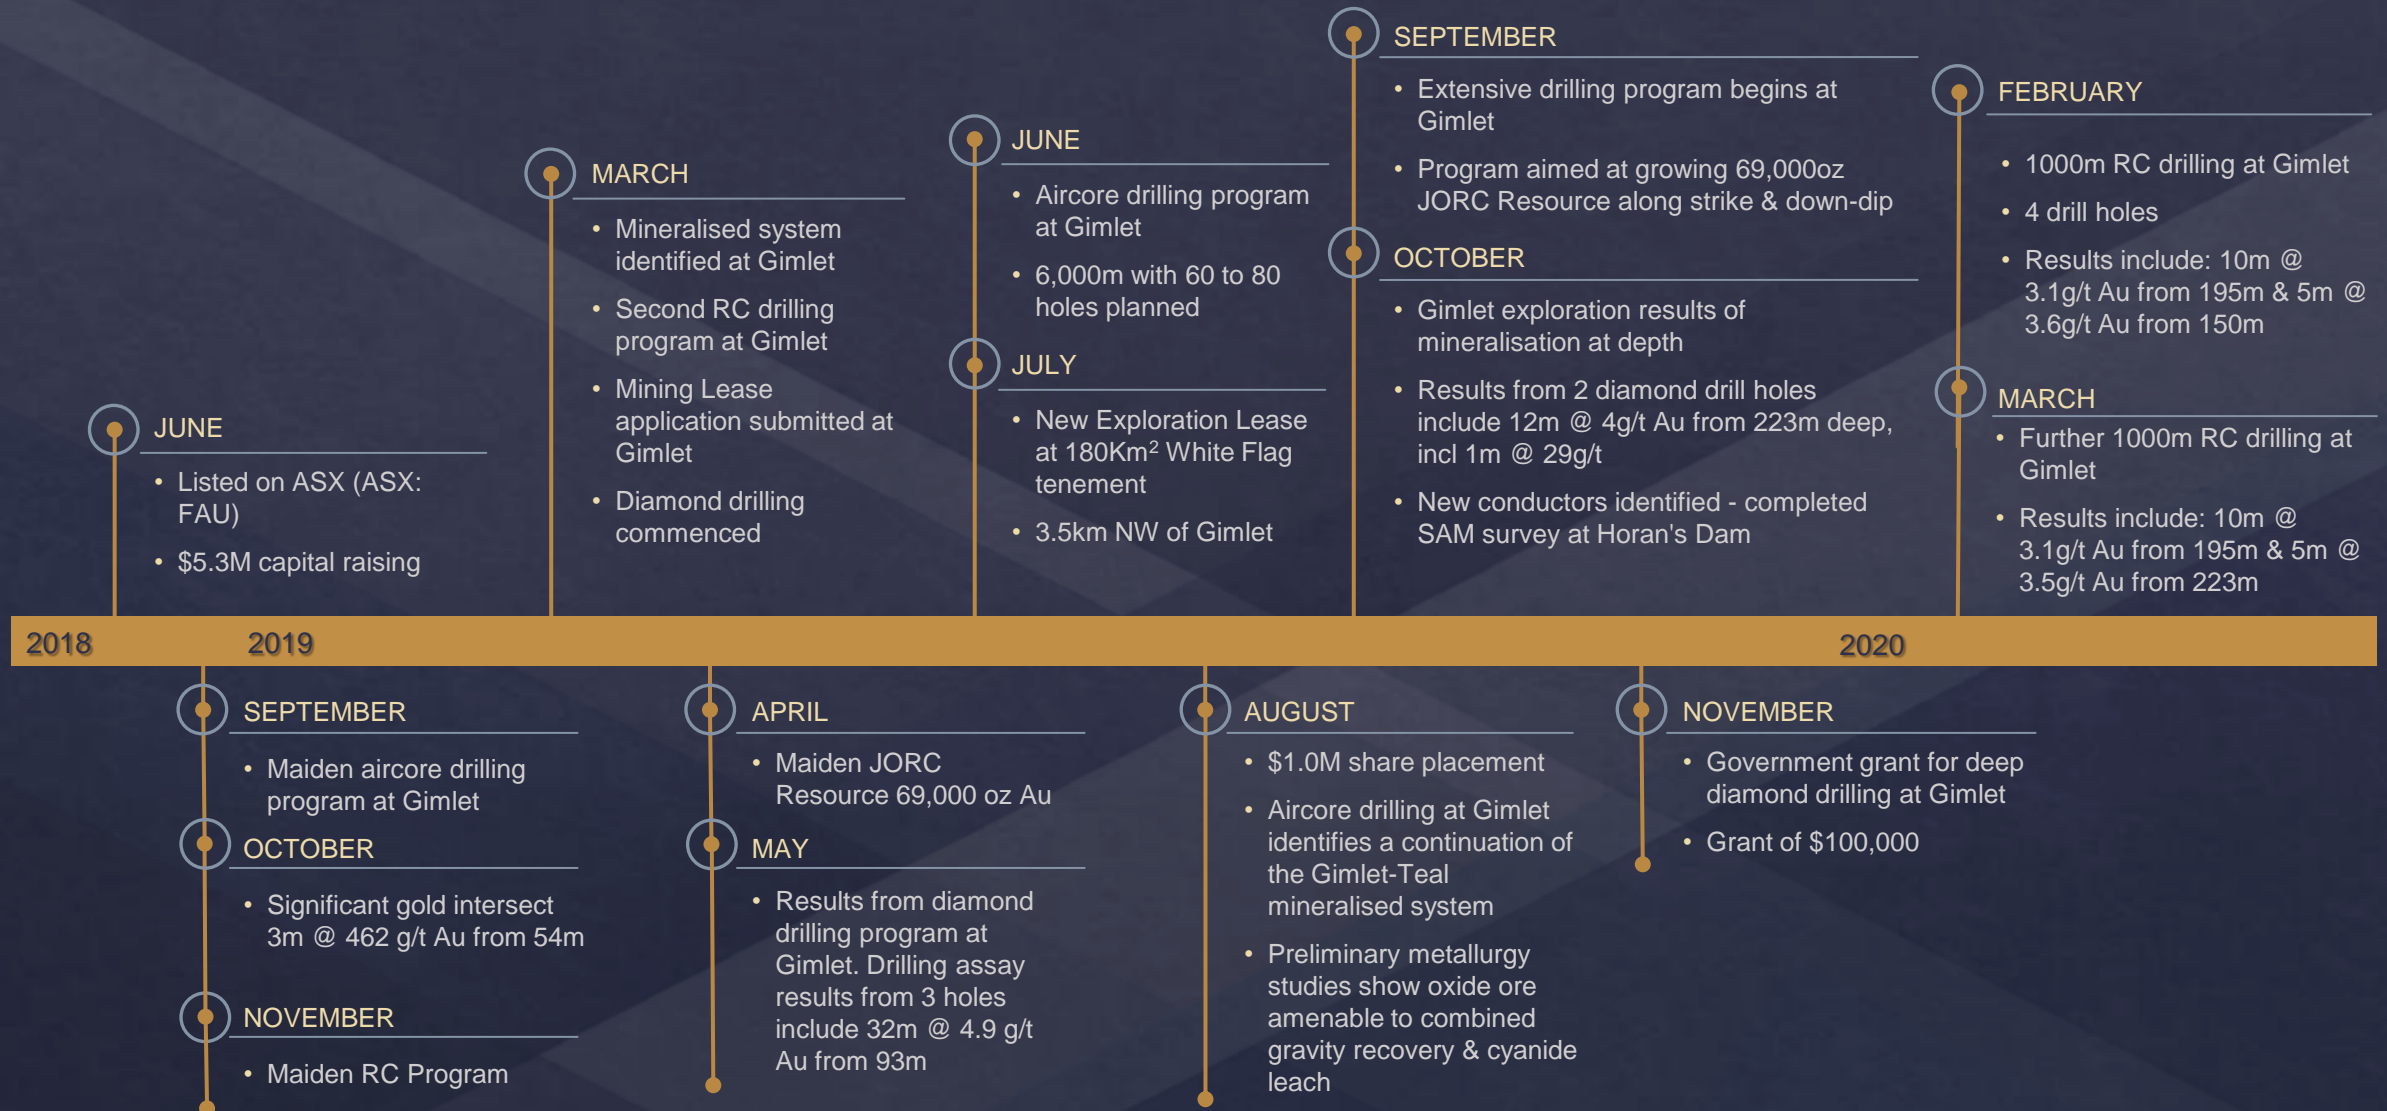 JUNE
• Listed on ASX (ASX:
FAU)
• $5.3M capital raising
MARCH
• Mineralised system
identified at Gimlet
• Second RC drilling
program at Gimlet
• Mining Lease
application submitted at
Gimlet
• Diamond drilling
commenced
JUNE
• Aircore drilling program
at Gimlet
• 6,000m with 60 to 80
holes planned
JULY
• New Exploration Lease
at 180Km² White Flag
tenement
• 3.5km NW of Gimlet
SEPTEMBER
• Extensive drilling program begins at
Gimlet
• Program aimed at growing 69,000oz
JORC Resource along strike & down-dip
OCTOBER
• Gimlet exploration results of
mineralisation at depth
• Results from 2 diamond drill holes
include 12m @ 4g/t Au from 223m deep,
incl 1m @ 29g/t
• New conductors identified - completed
SAM survey at Horan's Dam
FEBRUARY
• 1000m RC drilling at Gimlet
• 4 drill holes
• Results include: 10m @
3.1g/t Au from 195m & 5m @
3.6g/t Au from 150m
MARCH
• Further 1000m RC drilling at
Gimlet
• Results include: 10m @
3.1g/t Au from 195m & 5m @
3.5g/t Au from 223m
2018
2019
2020
SEPTEMBER
• Maiden aircore drilling
program at Gimlet
OCTOBER
• Significant gold intersect
3m @ 462 g/t Au from 54m
NOVEMBER
• Maiden RC Program
APRIL
• Maiden JORC
Resource 69,000 oz Au
MAY
• Results from diamond
drilling program at
Gimlet. Drilling assay
results from 3 holes
include 32m @ 4.9 g/t
Au from 93m
AUGUST
• $1.0M share placement
• Aircore drilling at Gimlet
identifies a continuation of
the Gimlet-Teal
mineralised system
• Preliminary metallurgy
studies show oxide ore
amenable to combined
gravity recovery & cyanide
leach
NOVEMBER
• Government grant for deep
diamond drilling at Gimlet
• Grant of $100,000